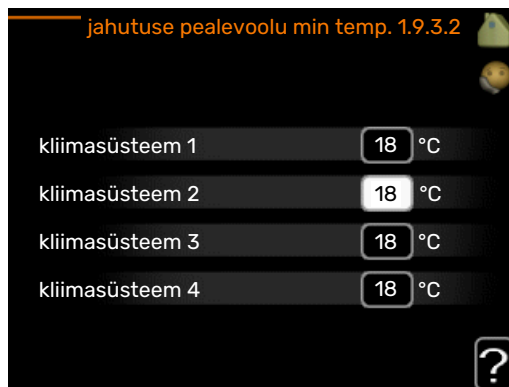 jahutuse pealevoolu min temp. 1.9.3.2
kliimasüsteem 1 18 °C
kliimasüsteem 2 18 °C
kliimasüsteem 3 18 °C
kliimasüsteem 4 18 °C
?